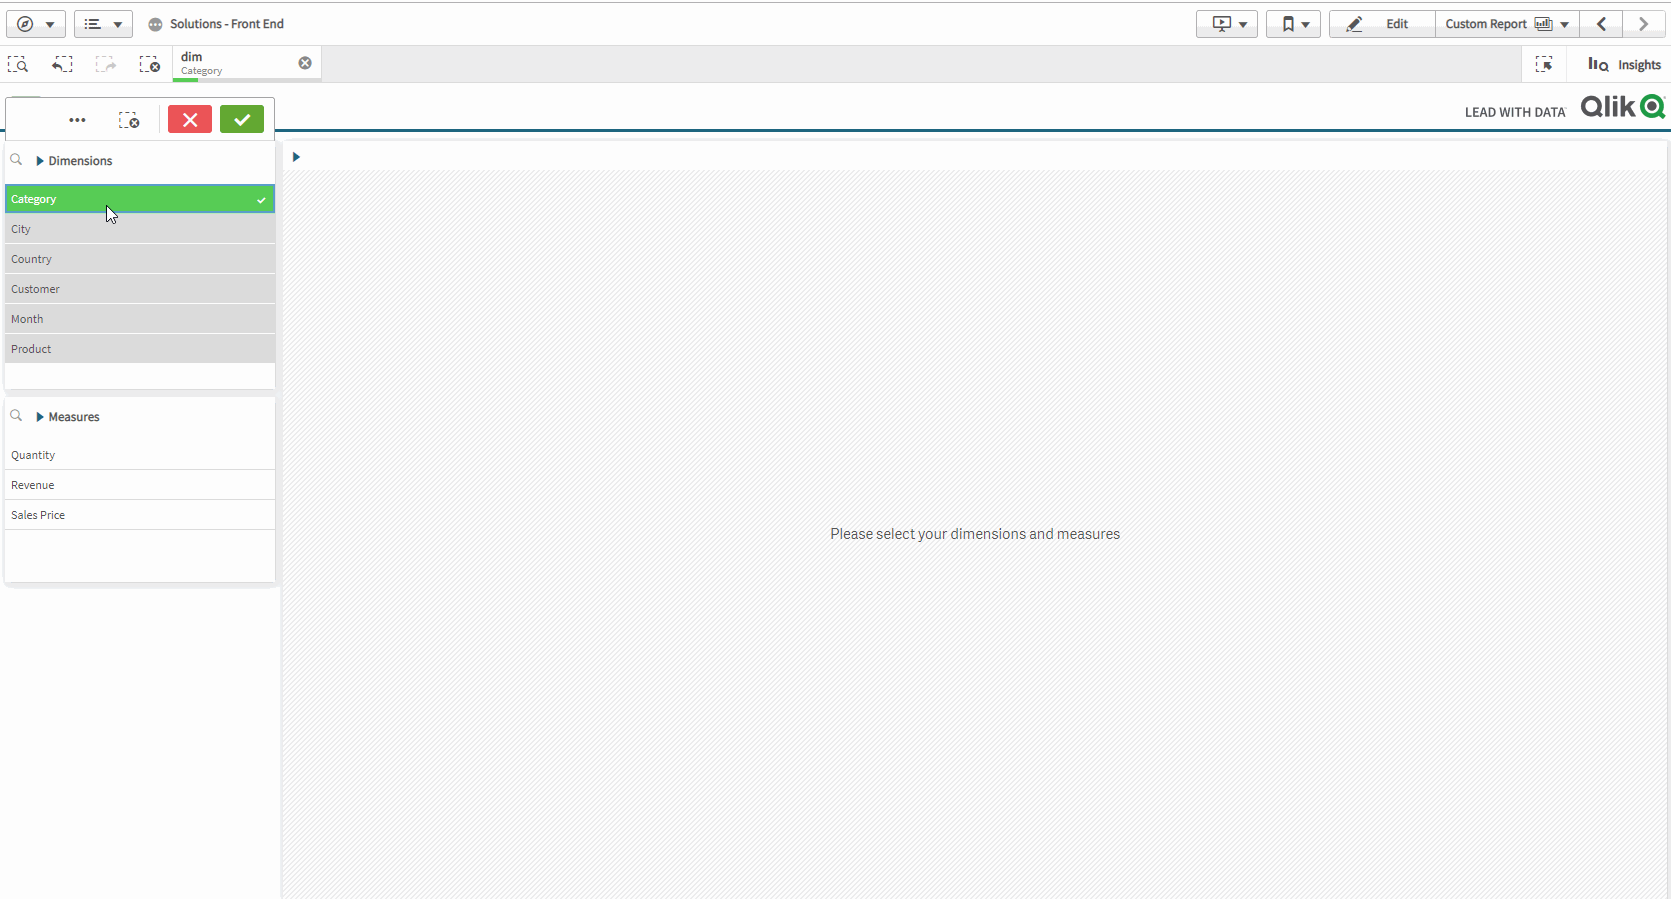 Solutions - Front End
Edit
Custom Report
dim
Category
Insights
LEAD WITH DATA
Qlik
Dimensions
Category
City
Country
Customer
Month
Product
Measures
Quantity
Revenue
Sales Price
Please select your dimensions and measures